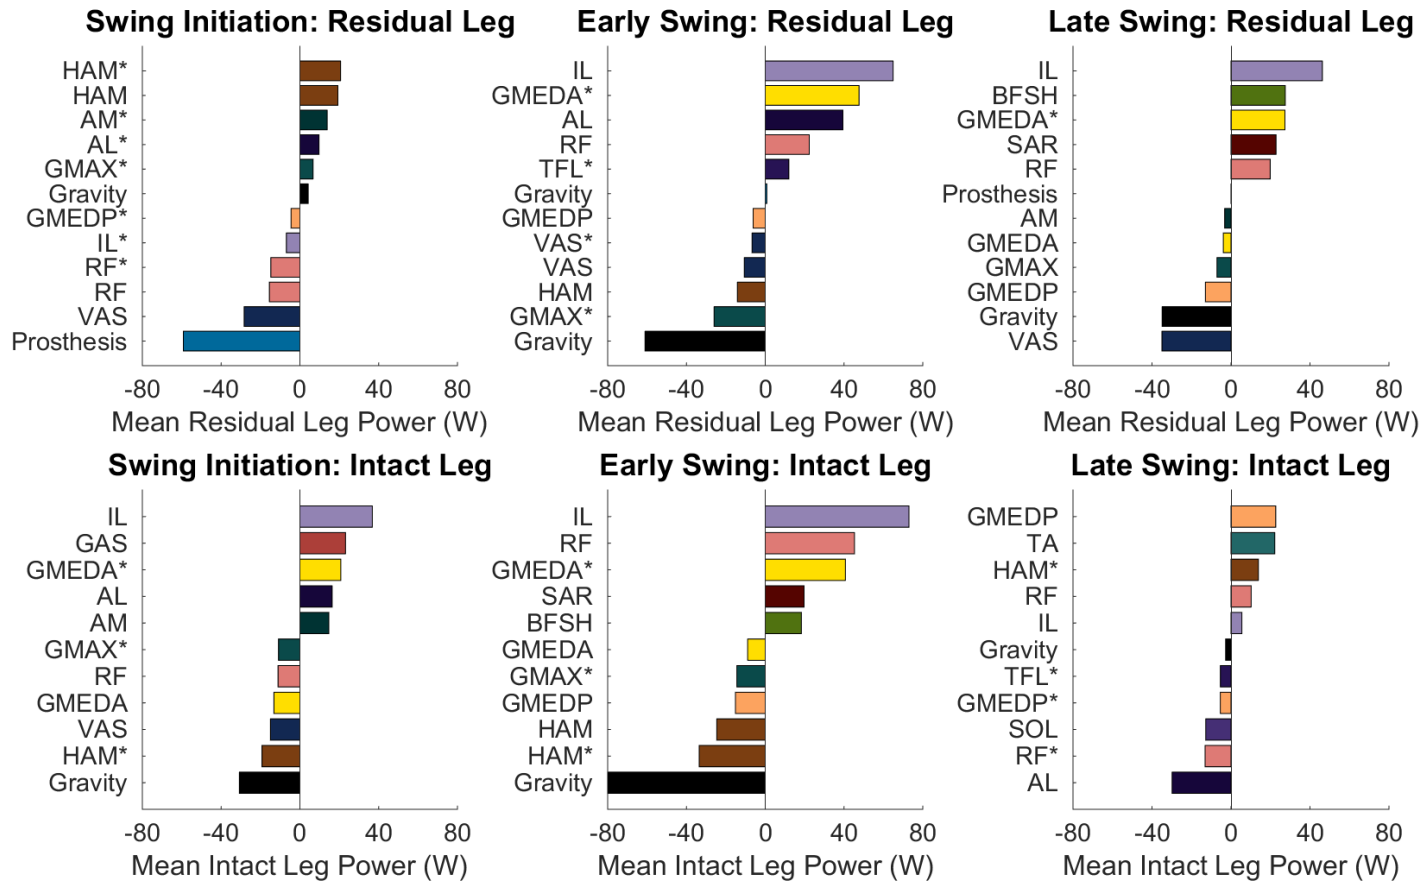 Swing Initiation: Residual Leg
HAM*
HAM
AM*
AL*
GMAX*
Gravity
GMEDP*
IL*
RF*
RF
VAS
Prosthesis
-80 -40 0 40 80
Mean Residual Leg Power (W)
Early Swing: Residual Leg
IL
GMEDA*
AL
RF
TFL*
Gravity
GMEDP
VAS*
VAS
HAM
GMAX*
Gravity
-80 -40 0 40 80
Mean Residual Leg Power (W)
Late Swing: Residual Leg
IL
BFSH
GMEDA*
SAR
RF
Prosthesis
AM
GMEDA
GMAX
GMEDP
Gravity
VAS
-80 -40 0 40 80
Mean Residual Leg Power (W)
Swing Initiation: Intact Leg
IL
GAS
GMEDA*
AL
AM
GMAX*
RF
GMEDA
VAS
HAM*
Gravity
-80 -40 0 40 80
Mean Intact Leg Power (W)
Early Swing: Intact Leg
IL
RF
GMEDA*
SAR
BFSH
GMEDA
GMAX*
GMEDP
HAM
HAM*
Gravity
-80 -40 0 40 80
Mean Intact Leg Power (W)
Late Swing: Intact Leg
GMEDP
TA
HAM*
RF
IL
Gravity
TFL*
GMEDP*
SOL
RF*
AL
-80 -40 0 40 80
Mean Intact Leg Power (W)